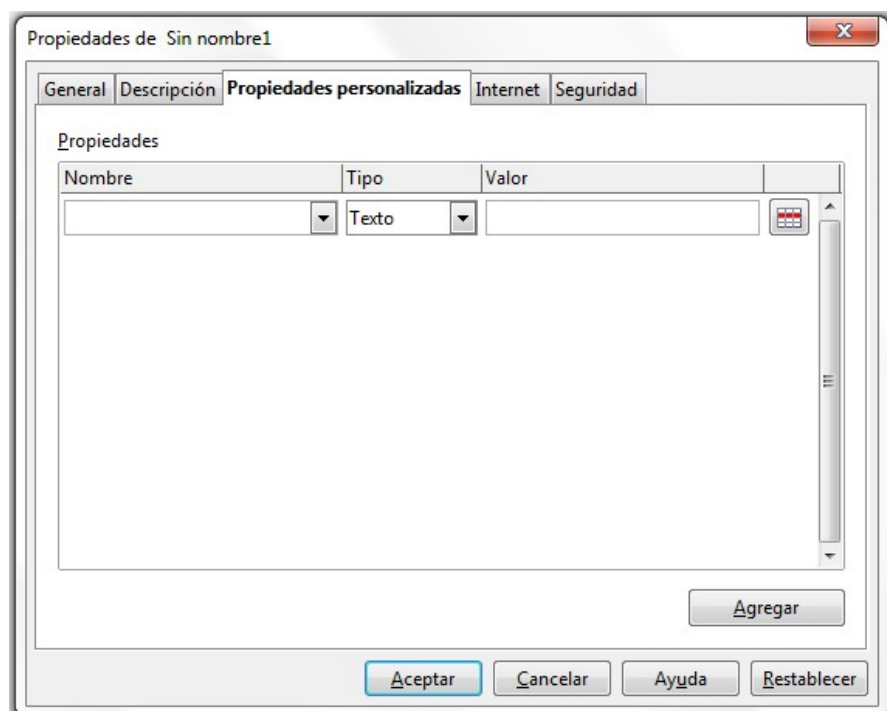 Propiedades de Sin nombre1
General Descripción Propiedades personalizadas Internet Seguridad
Propiedades
Nombre Tipo Valor
Texto
Agregar
Aceptar Cancelar Ayuda Restablecer